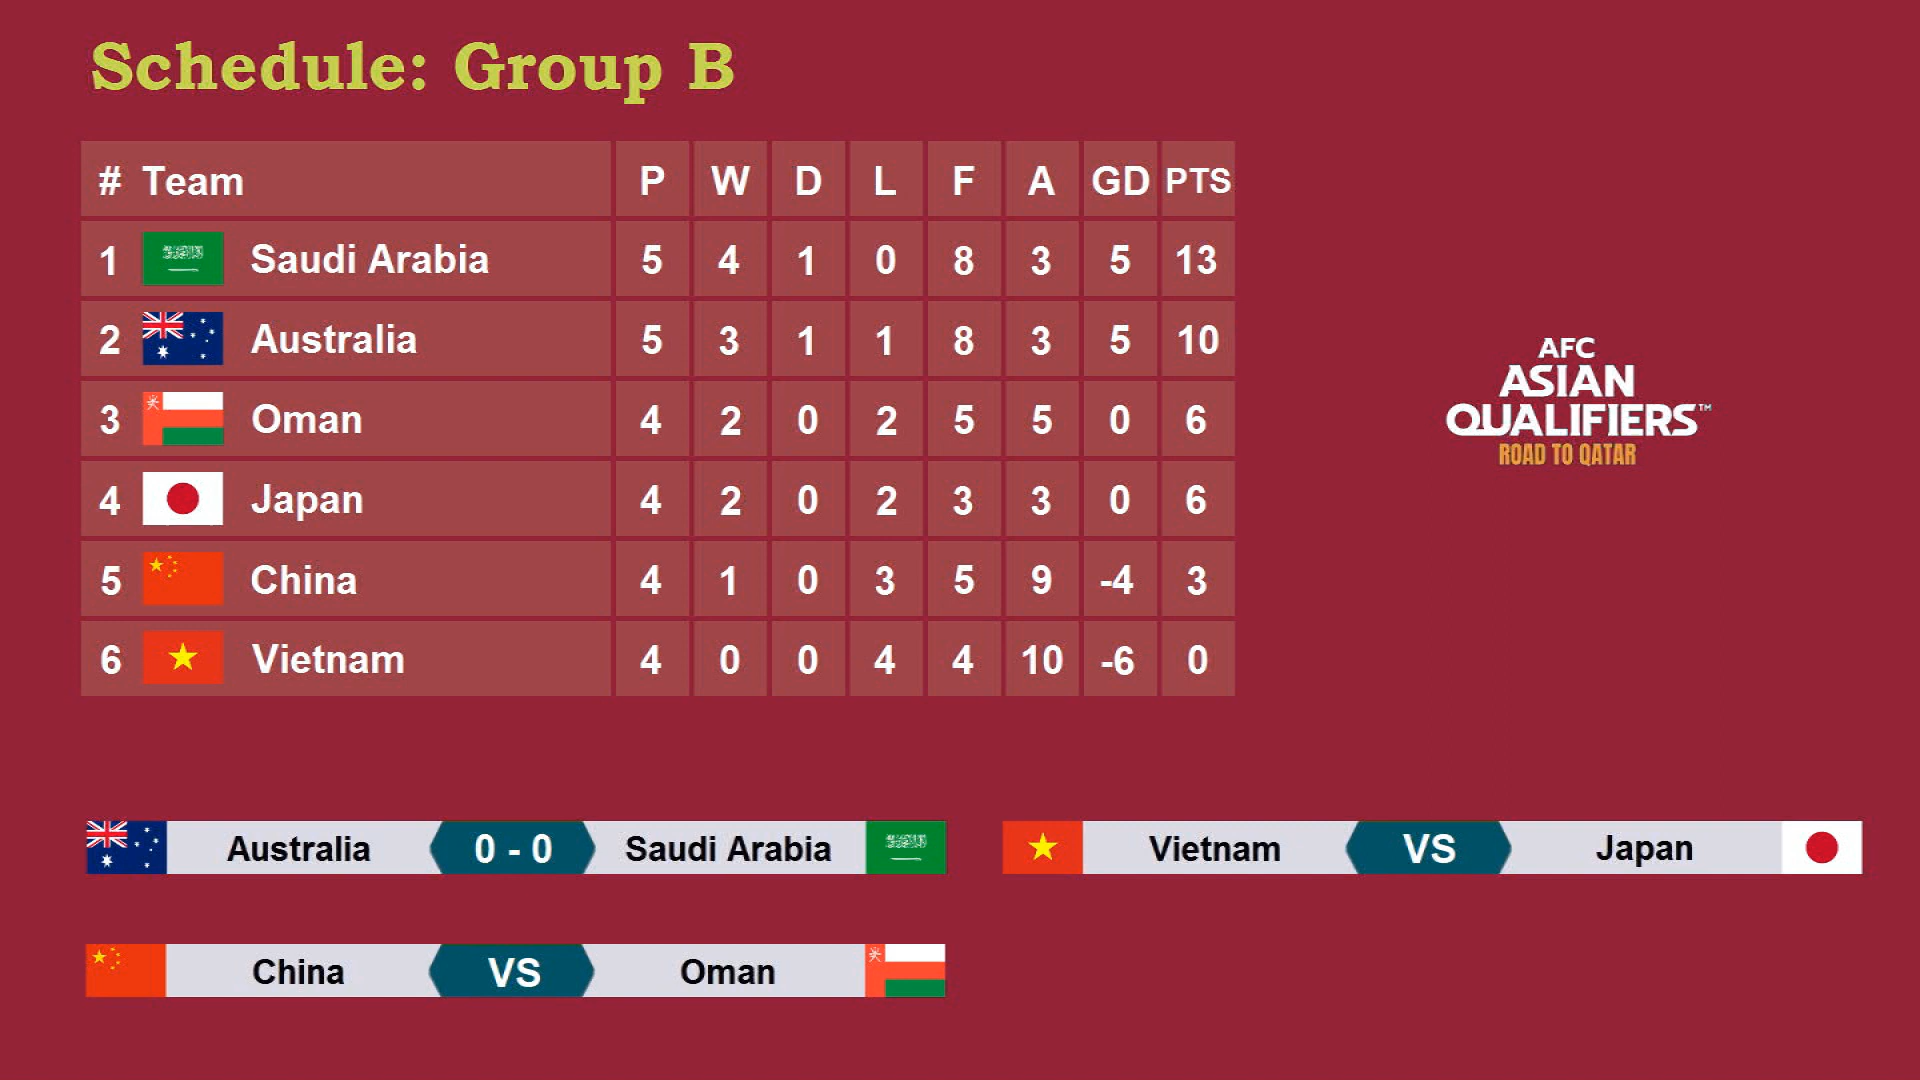 Schedule: Group B
# Team P W D L F A GD PTS
1 Saudi Arabia 5 4 1 0 8 3 5 13
2 Australia 5 3 1 1 8 3 5 10
3 Oman 4 2 0 2 5 5 0 6
4 Japan 4 2 0 2 3 3 0 6
5 China 4 1 0 3 5 9 -4 3
6 Vietnam 4 0 0 4 4 10 -6 0
AFC
ASIAN
QUALIFIERS™
ROAD TO QATAR
Australia 0 - 0 Saudi Arabia
Vietnam VS Japan
China VS Oman